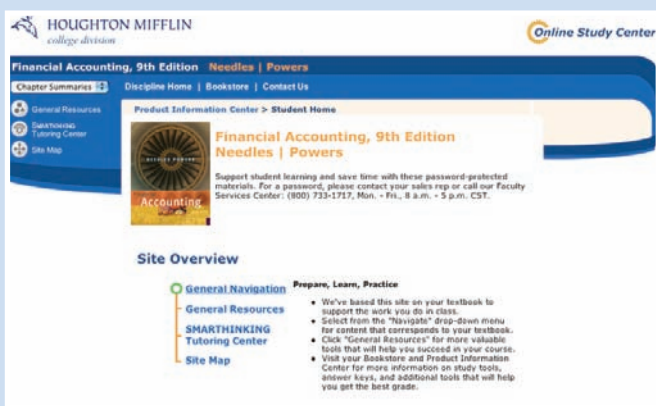 HOUGHTON MIFFLIN
college division
Online Study Center
Financial Accounting, 9th Edition Needles | Powers
Chapter Summaries
Discipline Home | Bookstore | Contact Us
General Resources
SMARTHINKING
Tutoring Center
Site Map
Product Information Center > Student Home
NEEDLES POWERS
Accounting
Financial Accounting, 9th Edition
Needles | Powers
Support student learning and save time with these password-protected
materials. For a password, please contact your sales rep or call our Faculty
Services Center: (800) 733-1717, Mon. - Fri., 8 a.m. - 5 p.m. CST.
Site Overview
General Navigation
General Resources
SMARTHINKING
Tutoring Center
Site Map
Prepare, Learn, Practice
• We've based this site on your textbook to
support the work you do in class.
• Select from the "Navigate" drop-down menu
for content that corresponds to your textbook.
• Click "General Resources" for more valuable
tools that will help you succeed in your course.
• Visit your Bookstore and Product Information
Center for more information on study tools,
answer keys, and additional tools that will help
you get the best grade.